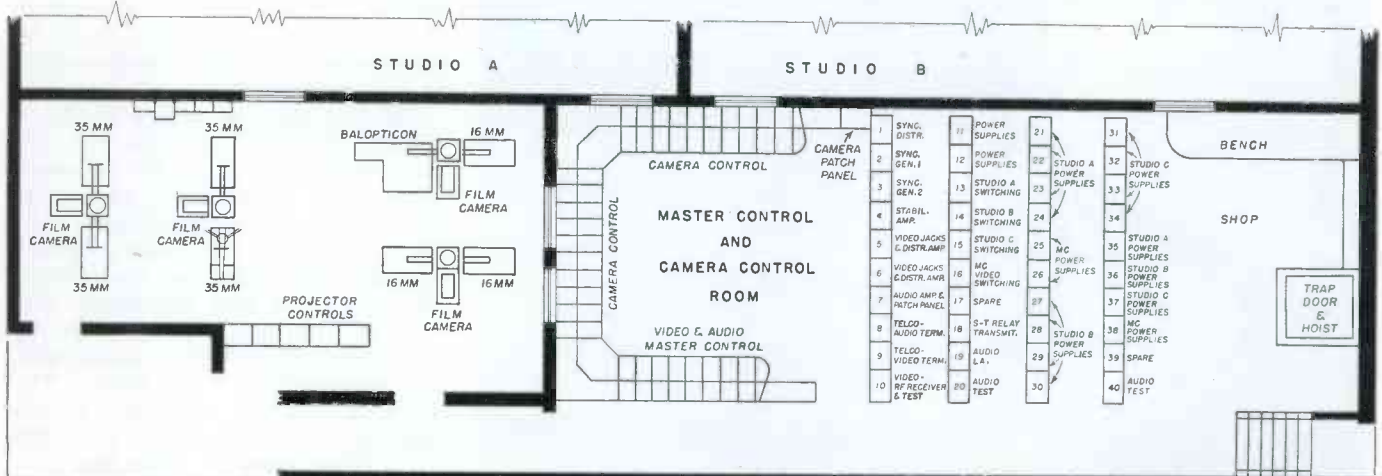 STUDIO A
STUDIO B
35 MM
35 MM
BALOPTICON
16 MM
FILM
CAMERA
FILM
CAMERA
FILM
CAMERA
35 MM
35 MM
16 MM
16 MM
FILM
CAMERA
PROJECTOR
CONTROLS
CAMERA CONTROL
CAMERA
PATCH
PANEL
CAMERA CONTROL
MASTER CONTROL
AND
CAMERA CONTROL
ROOM
VIDEO & AUDIO
MASTER CONTROL
1 SYNC. DISTR.
2 SYNC. GEN. 1
3 SYNC. GEN. 2
4 STABIL. AMP.
5 VIDEO JACKS & DISTR. AMP.
6 VIDEO JACKS & DISTR. AMP.
7 AUDIO AMP. & PATCH PANEL
8 TELCO-AUDIO TERM.
9 TELCO-VIDEO TERM.
10 VIDEO-RF RECEIVER & TEST
11 POWER SUPPLIES
12 POWER SUPPLIES
13 STUDIO A SWITCHING
14 STUDIO B SWITCHING
15 STUDIO C SWITCHING
16 MC VIDEO SWITCHING
17 SPARE
18 S-T RELAY TRANSMIT.
19 AUDIO L.A.
20 AUDIO TEST
21
22
23
24
STUDIO A
POWER
SUPPLIES
25
26
MC
POWER
SUPPLIES
27
28
29
30
STUDIO B
POWER
SUPPLIES
31
32
33
34
STUDIO C
POWER
SUPPLIES
35 STUDIO A POWER SUPPLIES
36 STUDIO B POWER SUPPLIES
37 STUDIO C POWER SUPPLIES
38 MC POWER SUPPLIES
39 SPARE
40 AUDIO TEST
BENCH
SHOP
TRAP
DOOR
&
HOIST